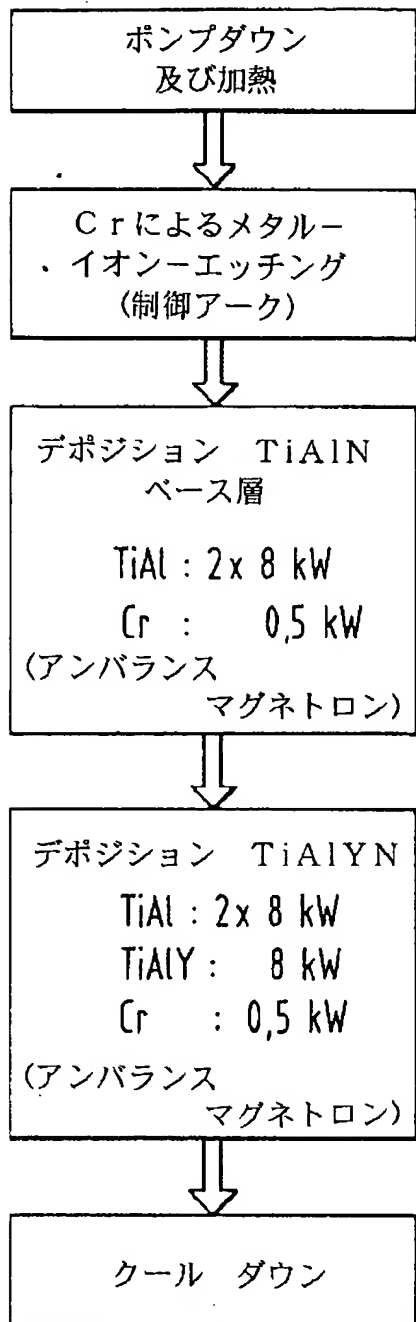 ポンプダウン
及び加熱
Crによるメタルー
イオンーエッチング
(制御アーク)
デポジション TiAlN
ベース層
TiAl : 2x 8 kW
Cr : 0,5 kW
(アンバランス
マグネトロン)
デポジション TiAlYN
TiAl : 2x 8 kW
TiAlY : 8 kW
Cr : 0,5 kW
(アンバランス
マグネトロン)
クール ダウン